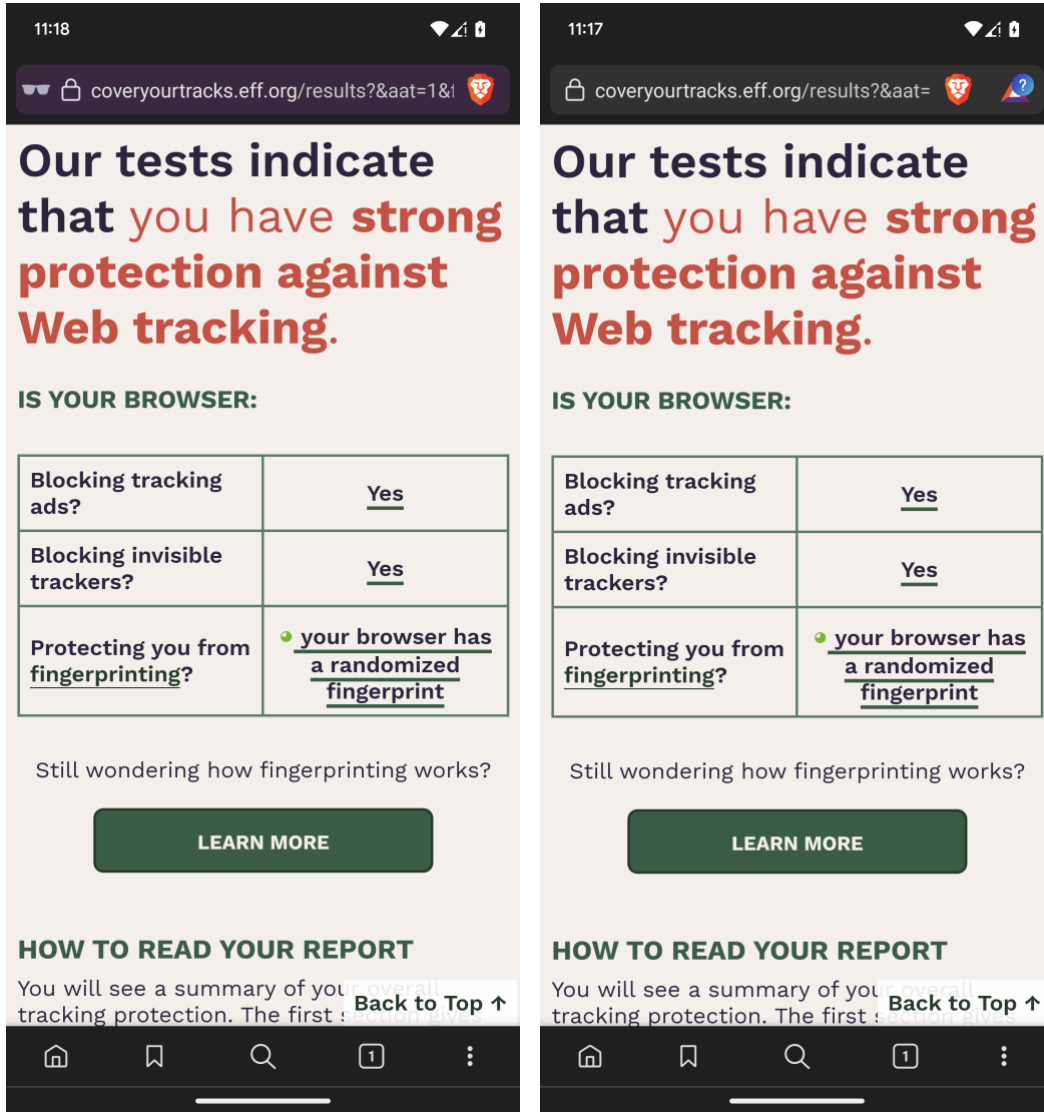 11:18
coveryourtracks.eff.org/results?&aat=1&f
Our tests indicate
that you have strong
protection against
Web tracking.
IS YOUR BROWSER:
Blocking tracking
ads?
Yes
Blocking invisible
trackers?
Yes
Protecting you from
fingerprinting?
your browser has
a randomized
fingerprint
Still wondering how fingerprinting works?
LEARN MORE
HOW TO READ YOUR REPORT
You will see a summary of your overall
tracking protection. The first section gives
Back to Top ↑
1
11:17
coveryourtracks.eff.org/results?&aat=
?
Our tests indicate
that you have strong
protection against
Web tracking.
IS YOUR BROWSER:
Blocking tracking
ads?
Yes
Blocking invisible
trackers?
Yes
Protecting you from
fingerprinting?
your browser has
a randomized
fingerprint
Still wondering how fingerprinting works?
LEARN MORE
HOW TO READ YOUR REPORT
You will see a summary of your overall
tracking protection. The first section gives
Back to Top ↑
1